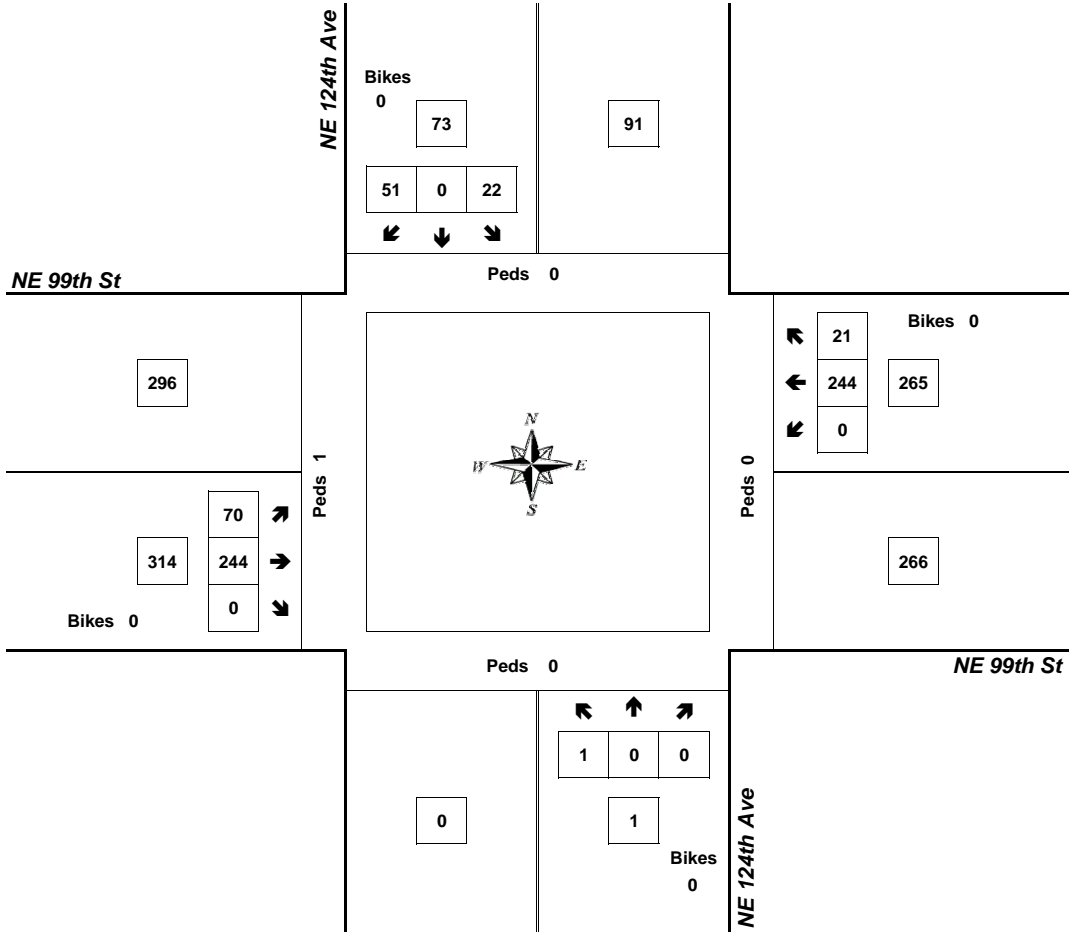 NE 124th Ave
Bikes
0
73
91
51 0 22
Peds 0
NE 99th St
21
Bikes 0
296
244
265
0
N
W E
S
Peds 1
Peds 0
70
314
244
266
0
Bikes 0
Peds 0
NE 99th St
1 0 0
0
1
Bikes
0
NE 124th Ave